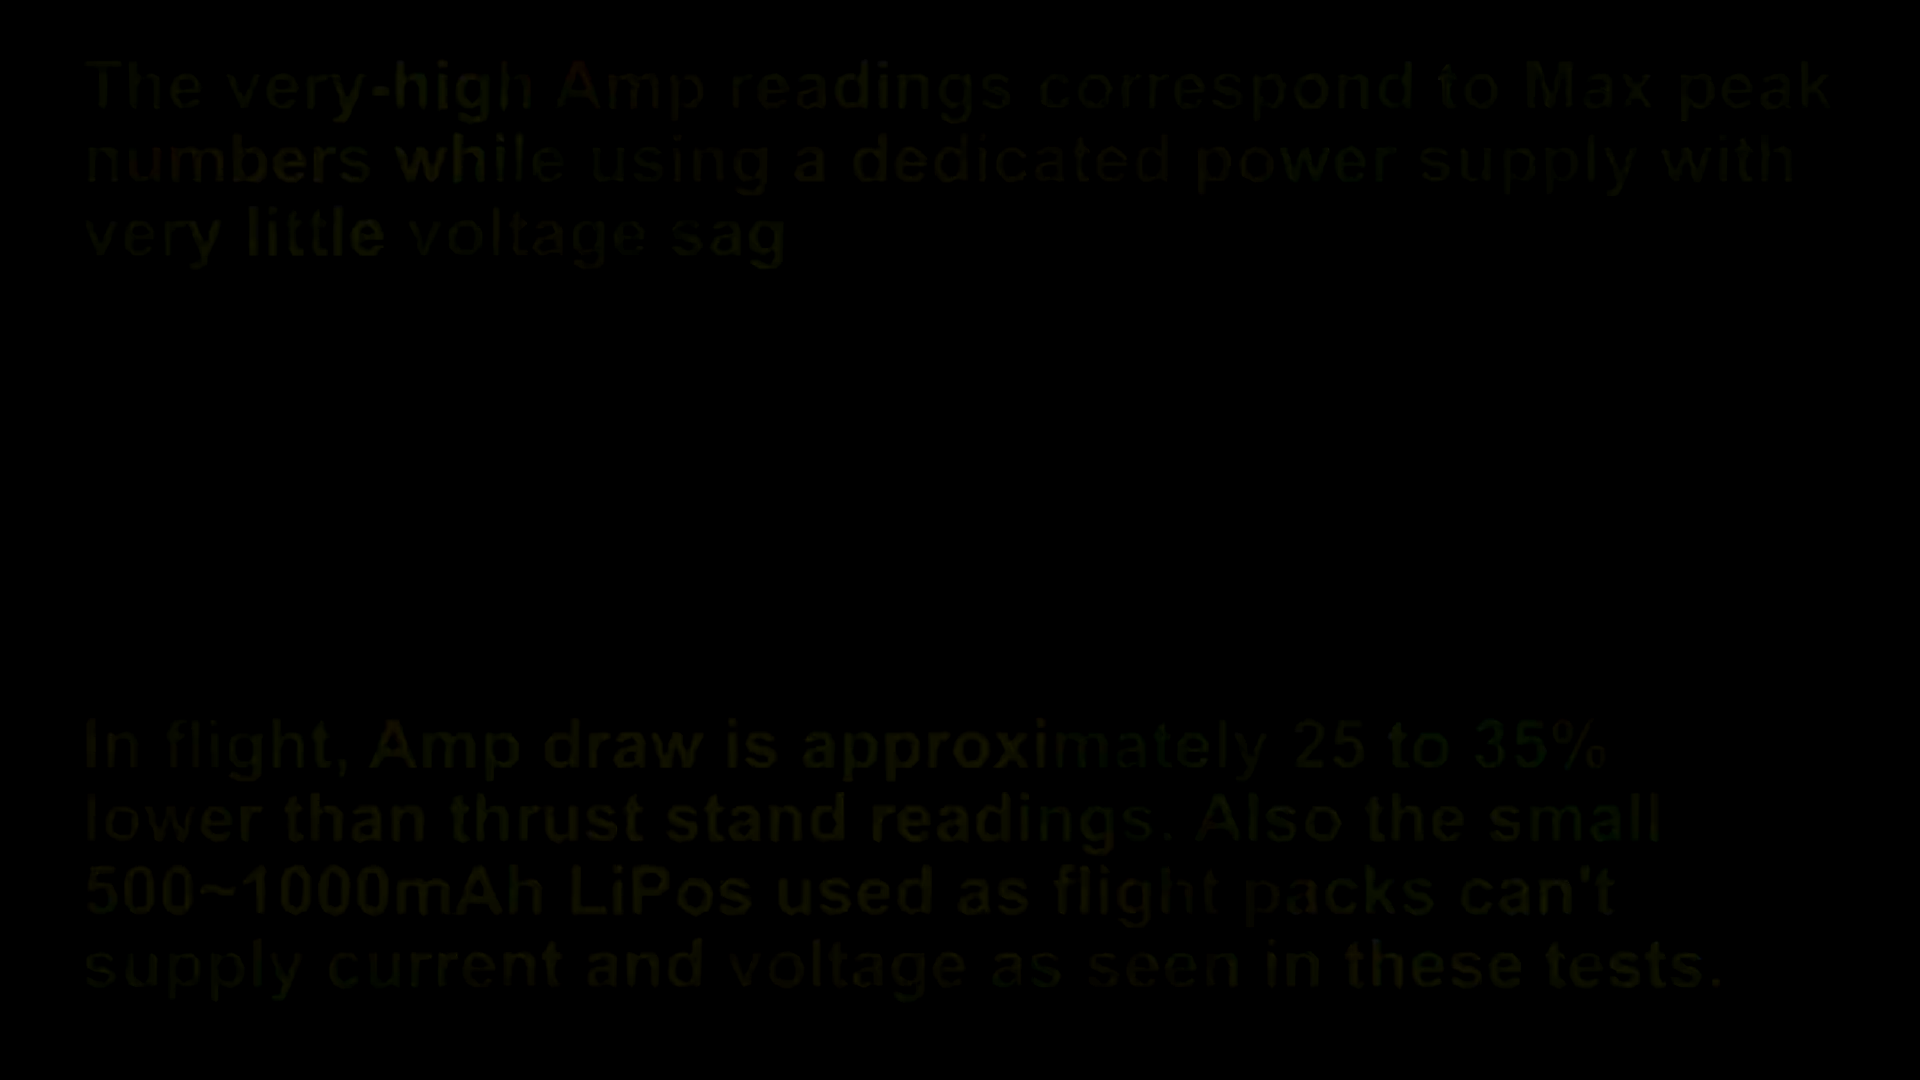 The very-high Amp readings correspond to Max peak
numbers while using a dedicated power supply with
very little voltage sag
In flight, Amp draw is approximately 25 to 35%
lower than thrust stand readings. Also the small
500~1000mAh LiPos used as flight packs can't
supply current and voltage as seen in these tests.